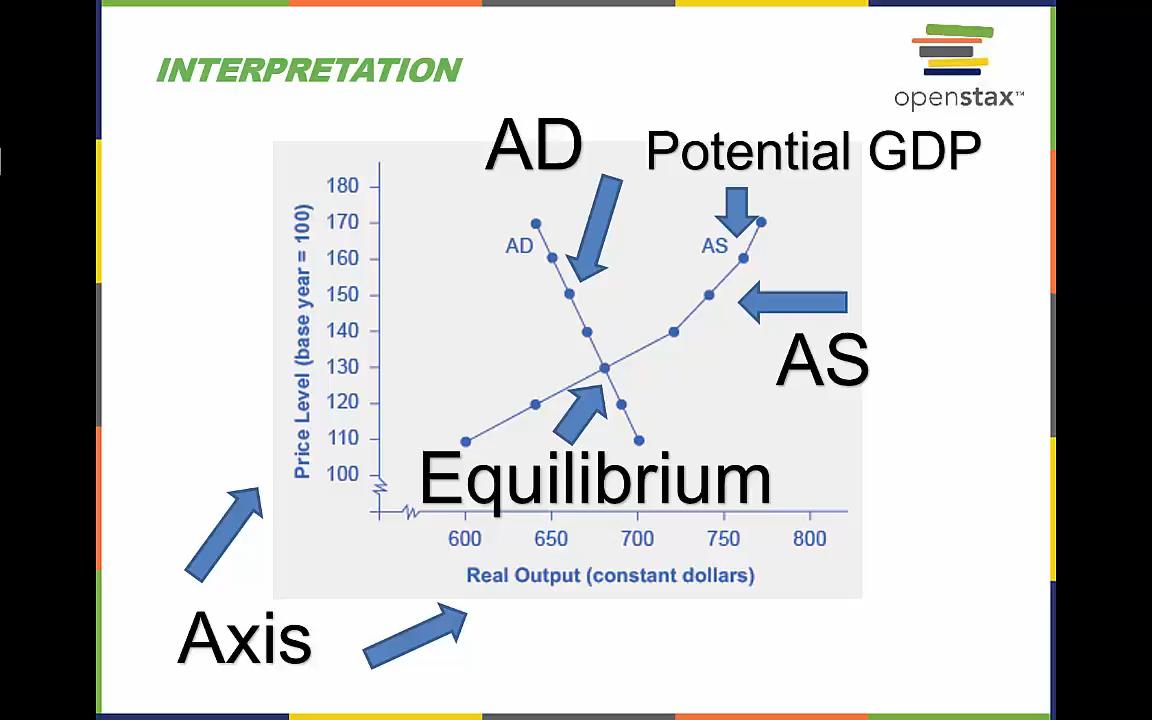 INTERPRETATION
openstax™
AD
Potential GDP
180
170
160
150
140
130
120
110
100
Price Level (base year = 100)
AD
AS
AS
Equilibrium
600 650 700 750 800
Real Output (constant dollars)
Axis